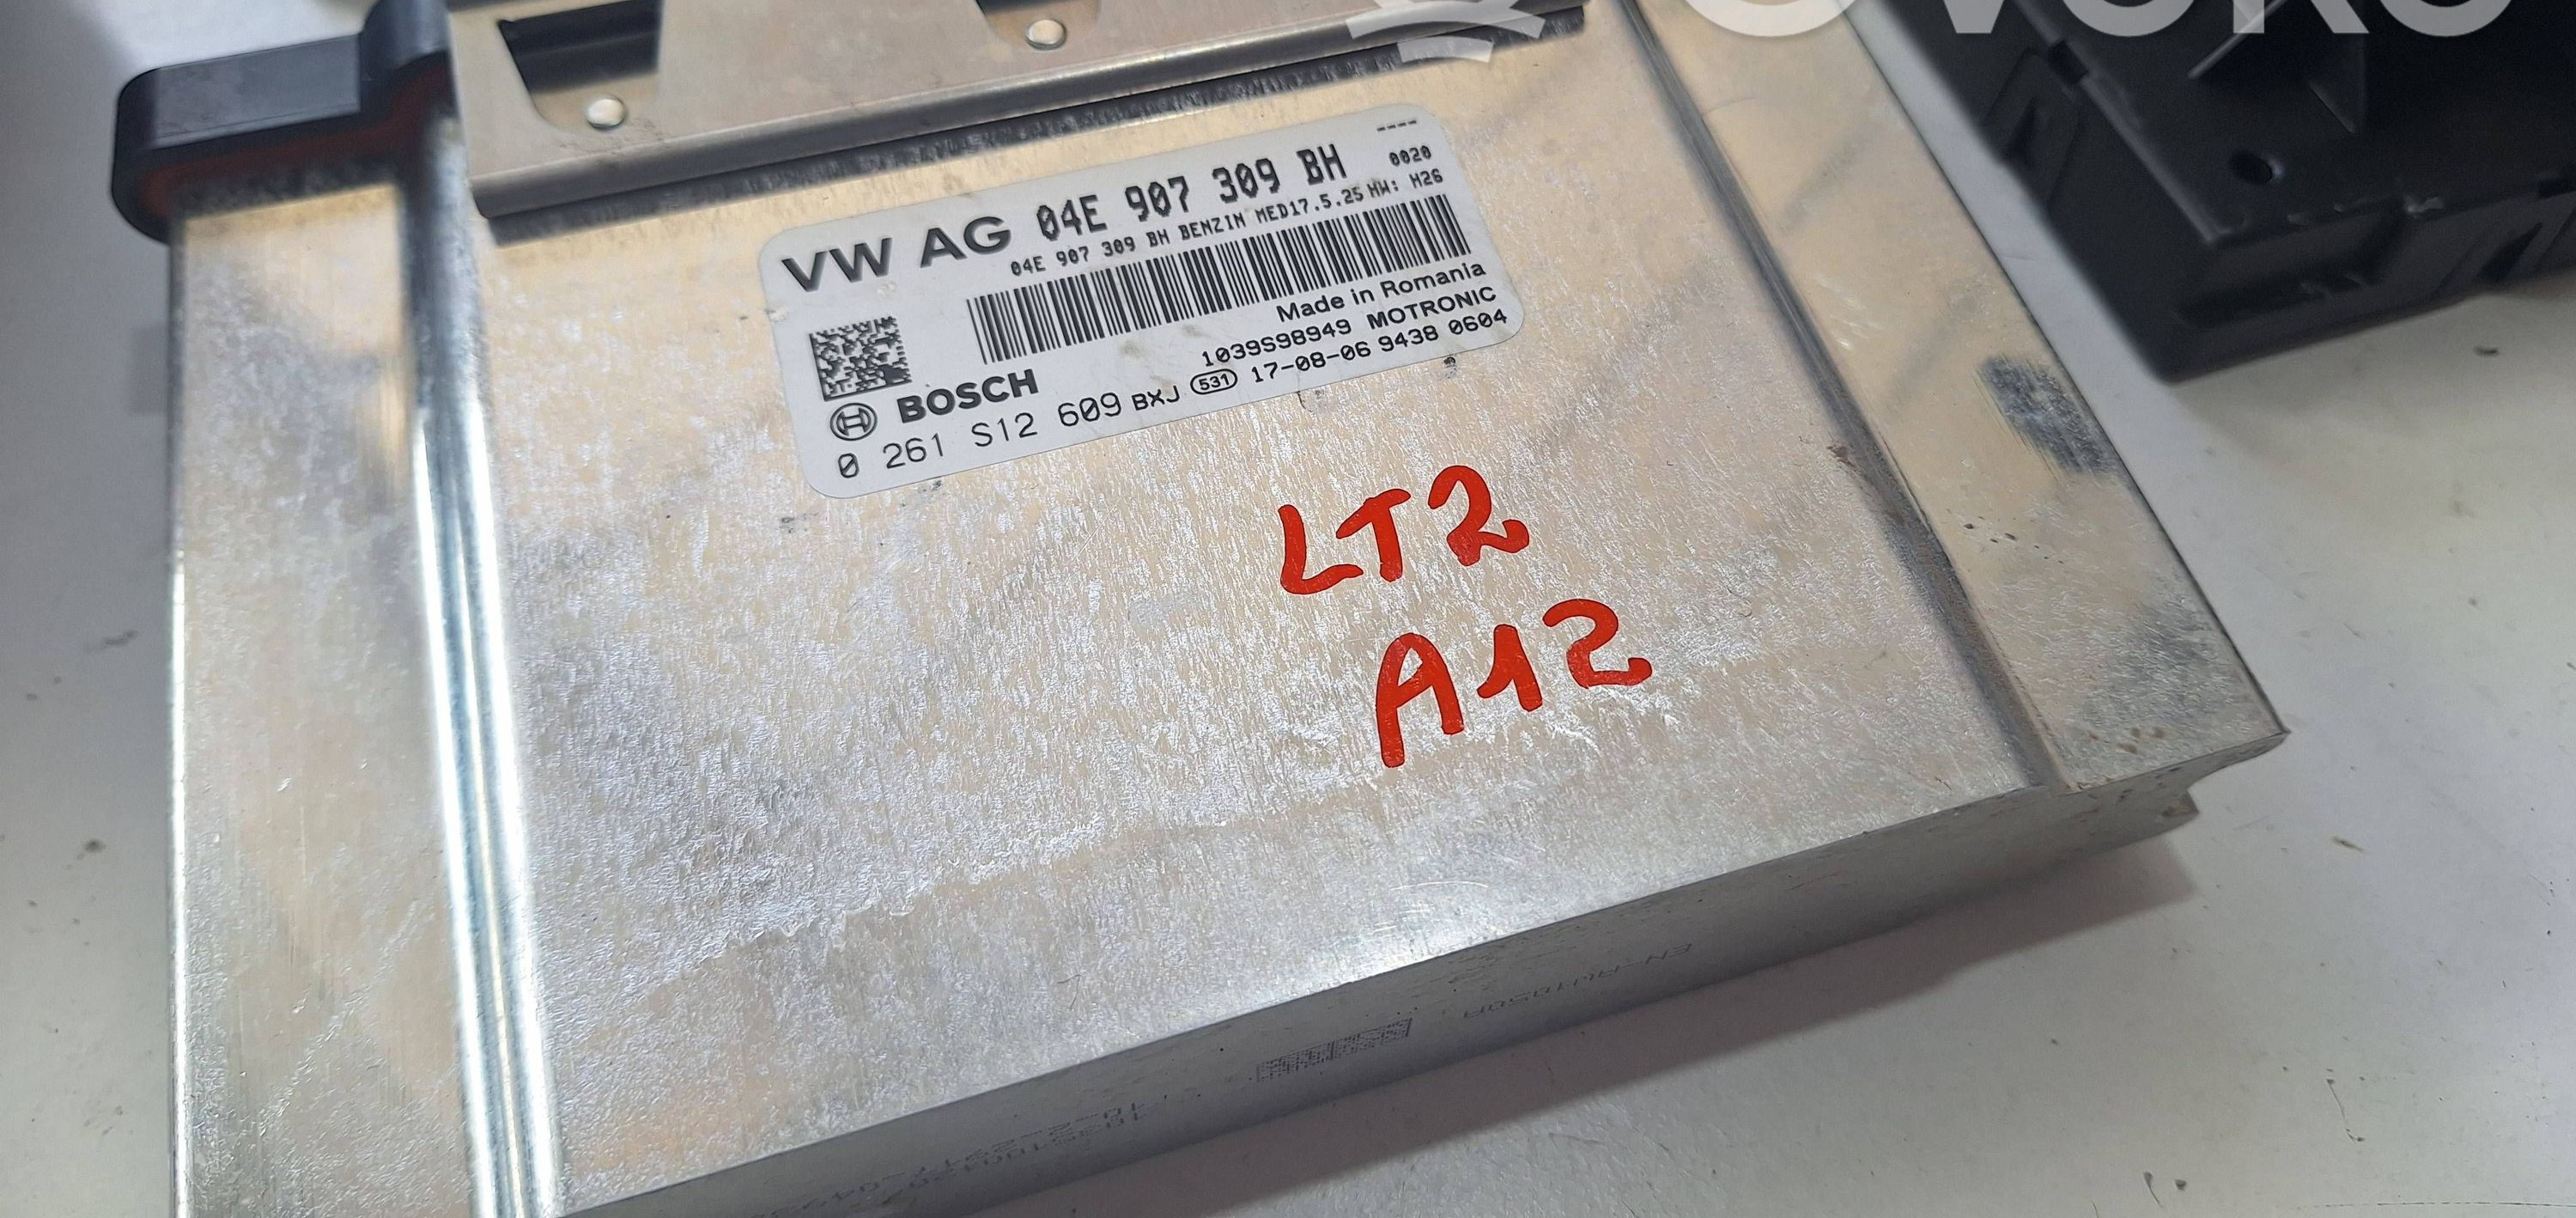 ----
VW AG 04E 907 309 BH 0020
04E 907 309 BH BENZIN MED17.5.25 HW: H26
Made in Romania
1039S98949 MOTRONIC
BOSCH
0 261 S12 609 BXJ 531 17-08-06 9438 0604
LT2
A12